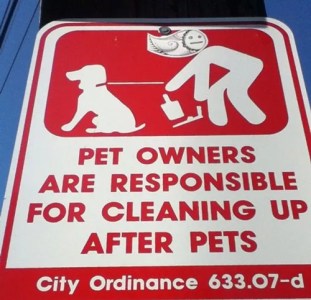 PET OWNERS
ARE RESPONSIBLE
FOR CLEANING UP
AFTER PETS
City Ordinance 633.07-d